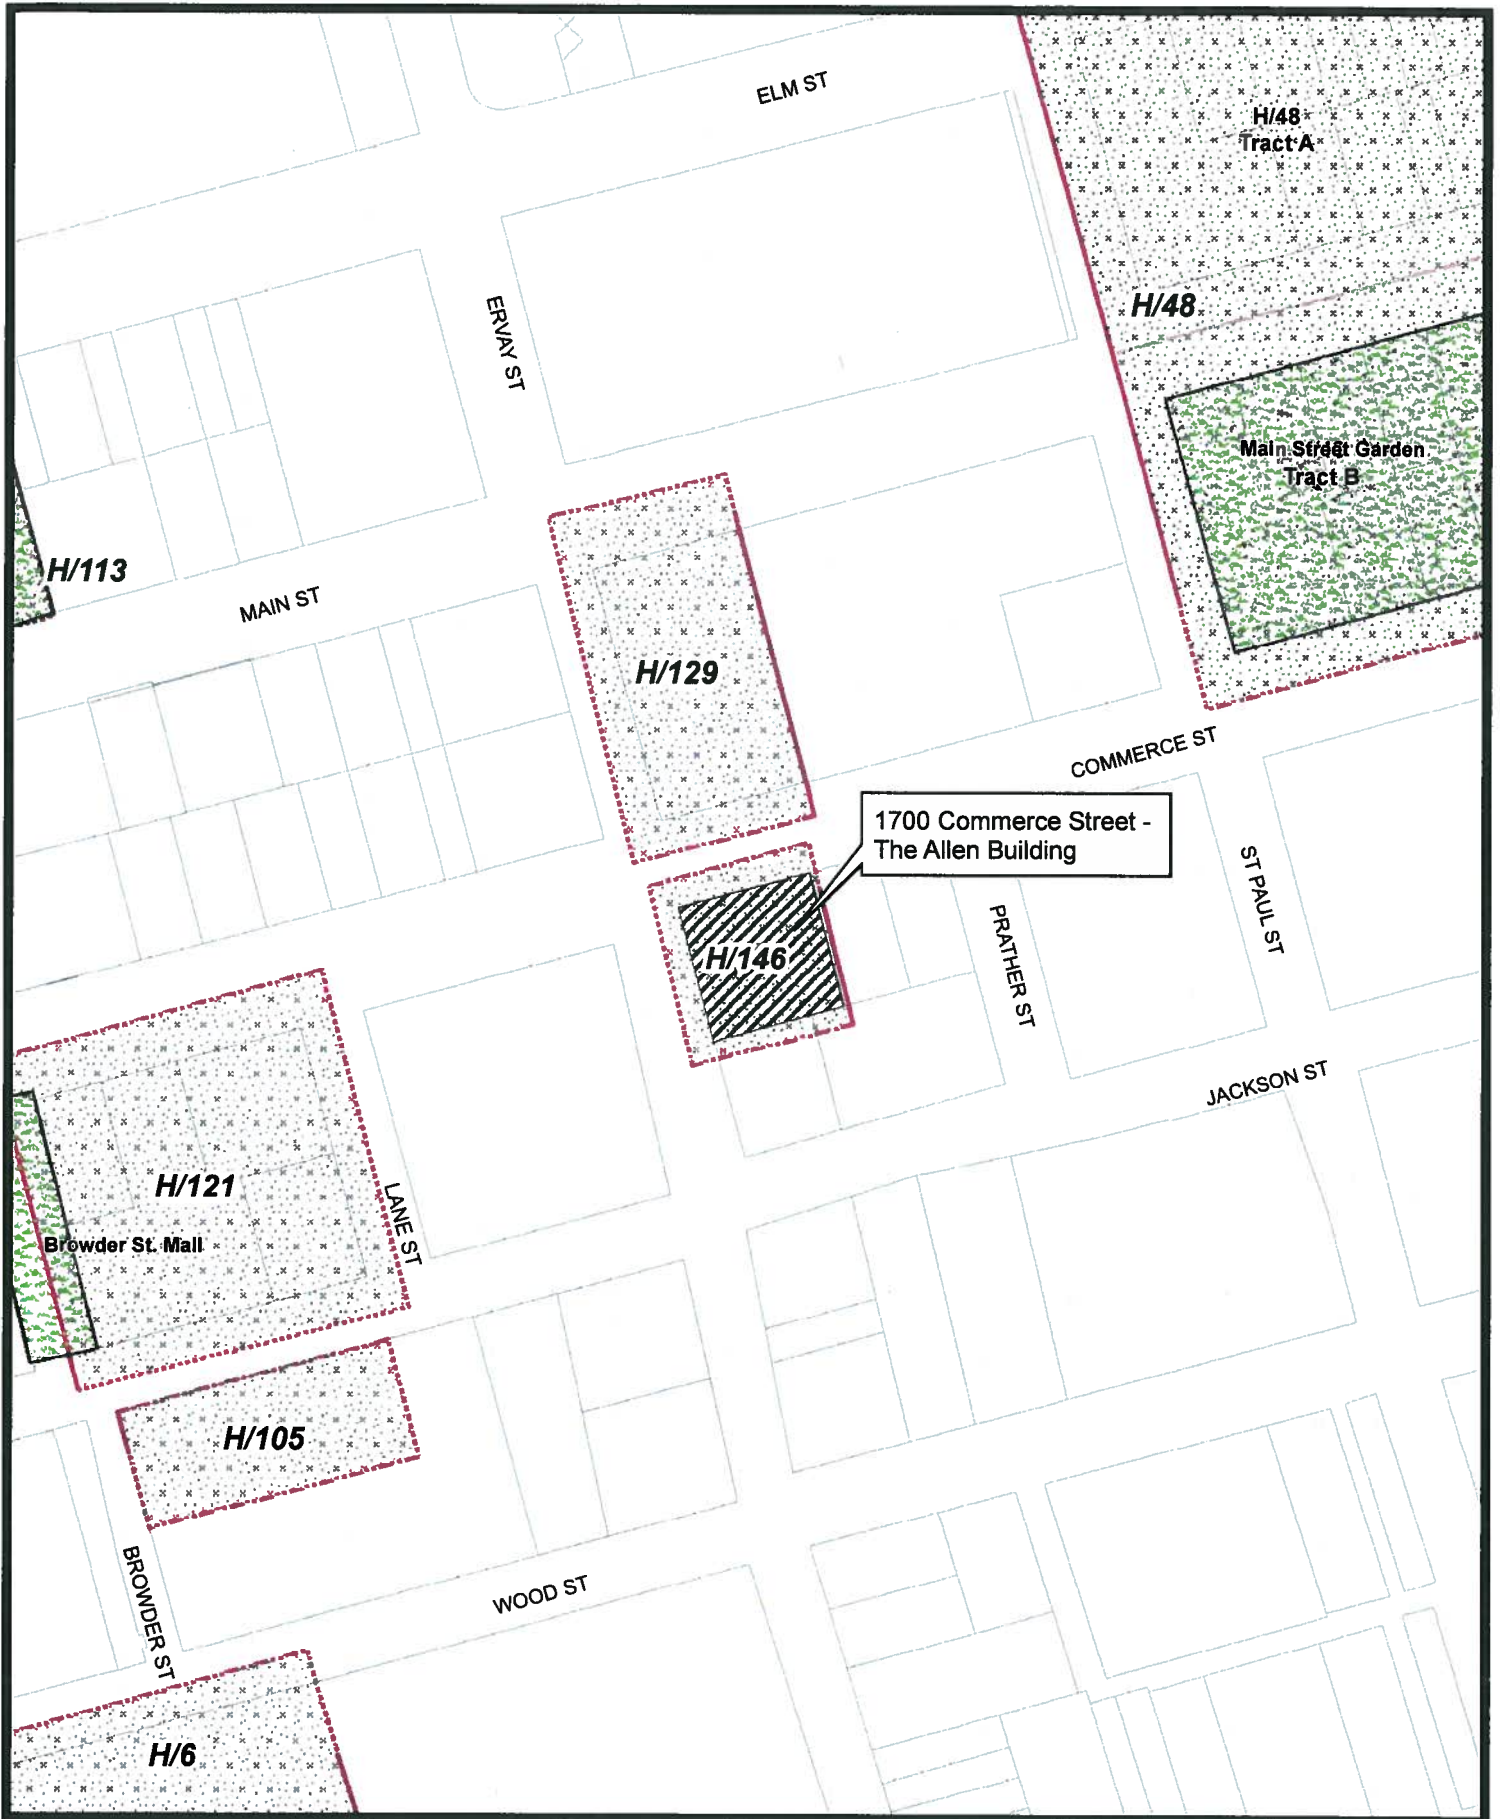 ELM ST
H/48
Tract A
H/48
ERVAY ST
Main Street Garden
Tract B
H/113
MAIN ST
H/129
COMMERCE ST
1700 Commerce Street -
The Allen Building
ST PAUL ST
PRATHER ST
H/146
JACKSON ST
H/121
LANE ST
Browder St. Mall
H/105
BROWDER ST
WOOD ST
H/6